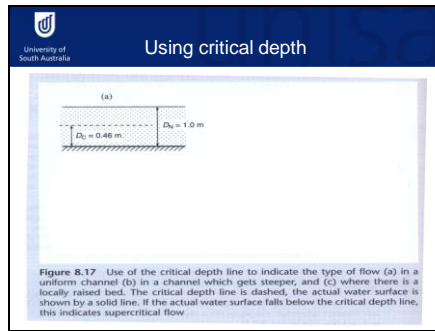 University of
South Australia
Using critical depth
(a)
D_N = 1.0 m
D_C = 0.46 m
Figure 8.17 Use of the critical depth line to indicate the type of flow (a) in a
uniform channel (b) in a channel which gets steeper, and (c) where there is a
locally raised bed. The critical depth line is dashed, the actual water surface is
shown by a solid line. If the actual water surface falls below the critical depth line,
this indicates supercritical flow